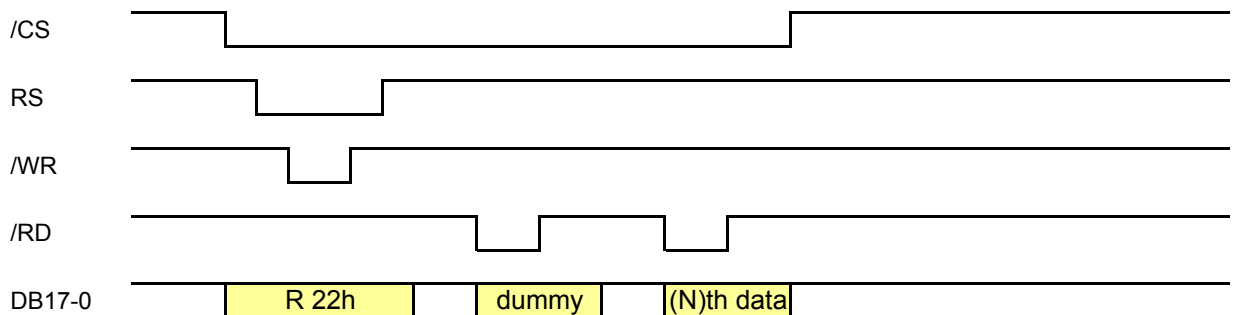 /CS
RS
/WR
/RD
DB17-0 R 22h dummy (N)th data